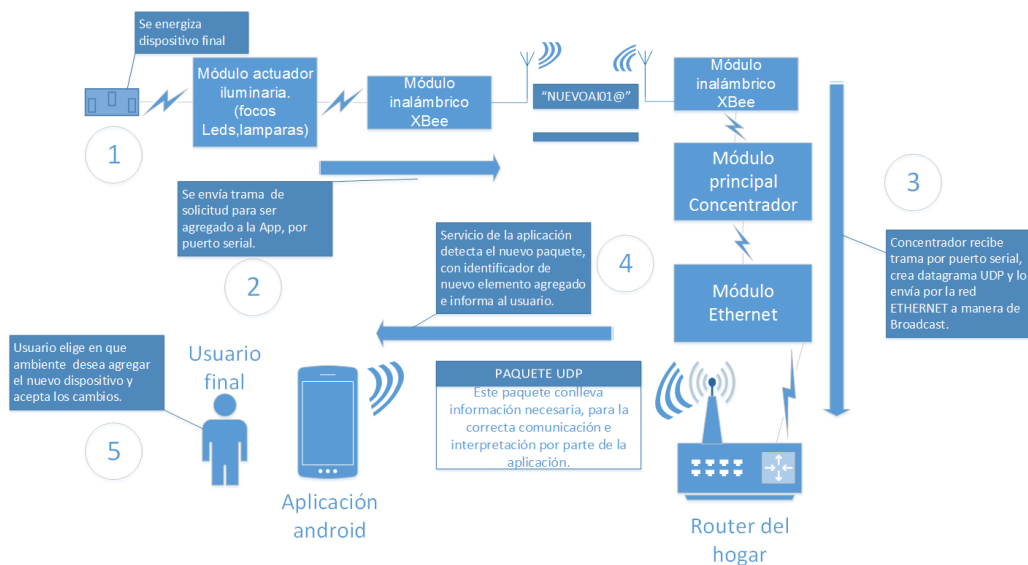 Se energiza
dispositivo final
Módulo actuador
iluminaria.
(focos
Leds,lamparas)
Módulo
inalámbrico
XBee
“NUEVOAI01@”
Módulo
inalámbrico
XBee
1
Se envía trama de
solicitud para ser
agregado a la App, por
puerto serial.
2
Módulo
principal
Concentrador
3
Concentrador recibe
trama por puerto serial,
crea datagrama UDP y lo
envía por la red
ETHERNET a manera de
Broadcast.
Servicio de la aplicación
detecta el nuevo paquete,
con identificador de
nuevo elemento agregado
e informa al usuario.
4
Módulo
Ethernet
Usuario elige en que
ambiente desea agregar
el nuevo dispositivo y
acepta los cambios.
5
Usuario
final
PAQUETE UDP
Este paquete conlleva
información necesaria, para la
correcta comunicación e
interpretación por parte de la
aplicación.
Aplicación
android
Router del
hogar